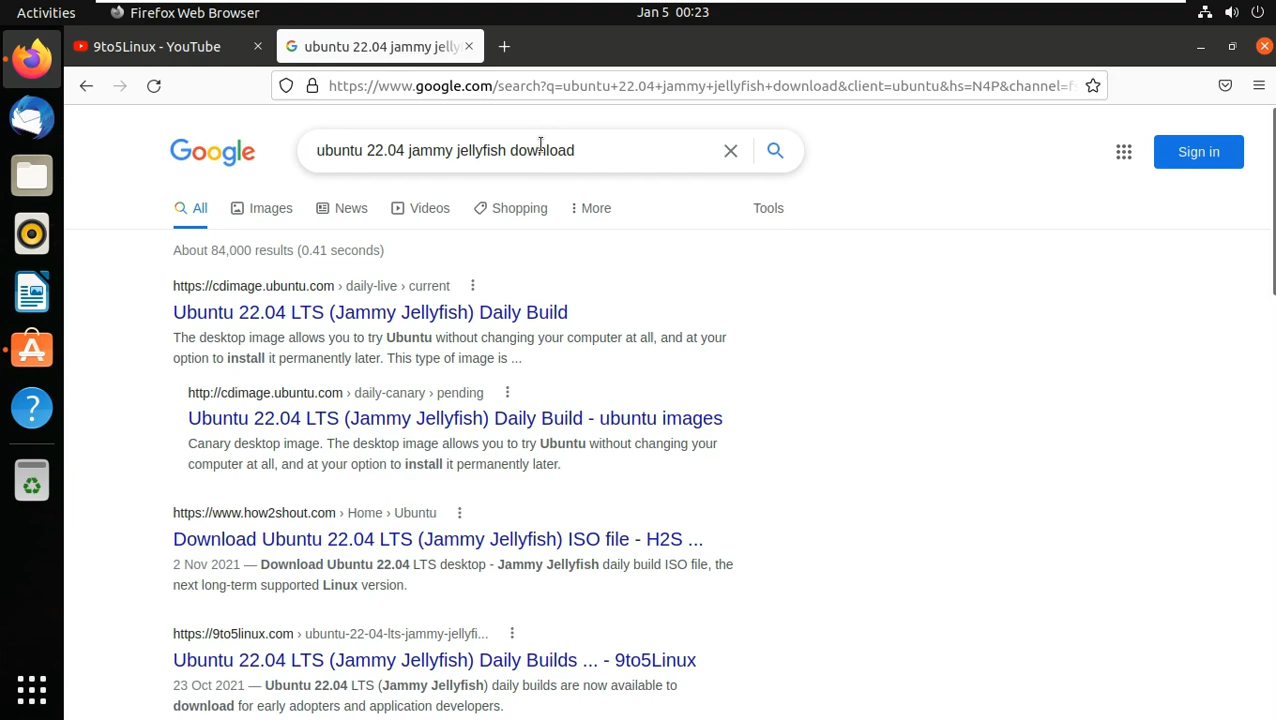 Activities Firefox Web Browser Jan 5 00:23
9to5Linux - YouTube ubuntu 22.04 jammy jelly
https://www.google.com/search?q=ubuntu+22.04+jammy+jellyfish+download&client=ubuntu&hs=N4P&channel=f
Google ubuntu 22.04 jammy jellyfish download Sign in
All Images News Videos Shopping More Tools
About 84,000 results (0.41 seconds)
https://cdimage.ubuntu.com › daily-live › current
Ubuntu 22.04 LTS (Jammy Jellyfish) Daily Build
The desktop image allows you to try Ubuntu without changing your computer at all, and at your
option to install it permanently later. This type of image is ...
http://cdimage.ubuntu.com › daily-canary › pending
Ubuntu 22.04 LTS (Jammy Jellyfish) Daily Build - ubuntu images
Canary desktop image. The desktop image allows you to try Ubuntu without changing your
computer at all, and at your option to install it permanently later.
https://www.how2shout.com › Home › Ubuntu
Download Ubuntu 22.04 LTS (Jammy Jellyfish) ISO file - H2S ...
2 Nov 2021 — Download Ubuntu 22.04 LTS desktop - Jammy Jellyfish daily build ISO file, the
next long-term supported Linux version.
https://9to5linux.com › ubuntu-22-04-lts-jammy-jellyfi...
Ubuntu 22.04 LTS (Jammy Jellyfish) Daily Builds ... - 9to5Linux
23 Oct 2021 — Ubuntu 22.04 LTS (Jammy Jellyfish) daily builds are now available to
download for early adopters and application developers.